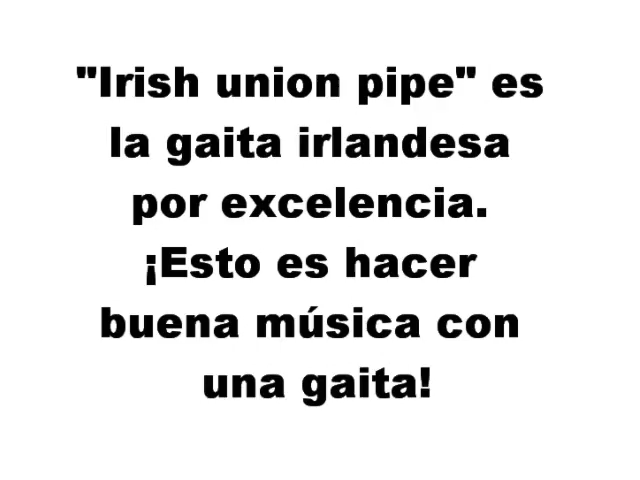 "Irish union pipe" es
la gaita irlandesa
por excelencia.
¡Esto es hacer
buena música con
una gaita!